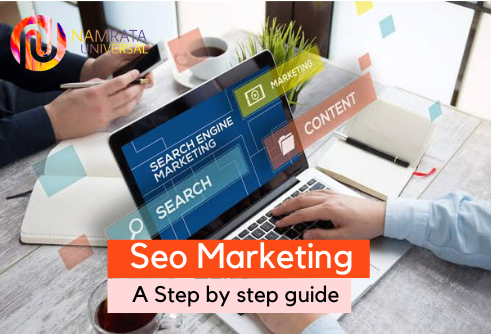 NAMRATA
UNIVERSAL
MARKETING
CONTENT
SEARCH ENGINE
MARKETING
SEARCH
Seo Marketing
A Step by step guide